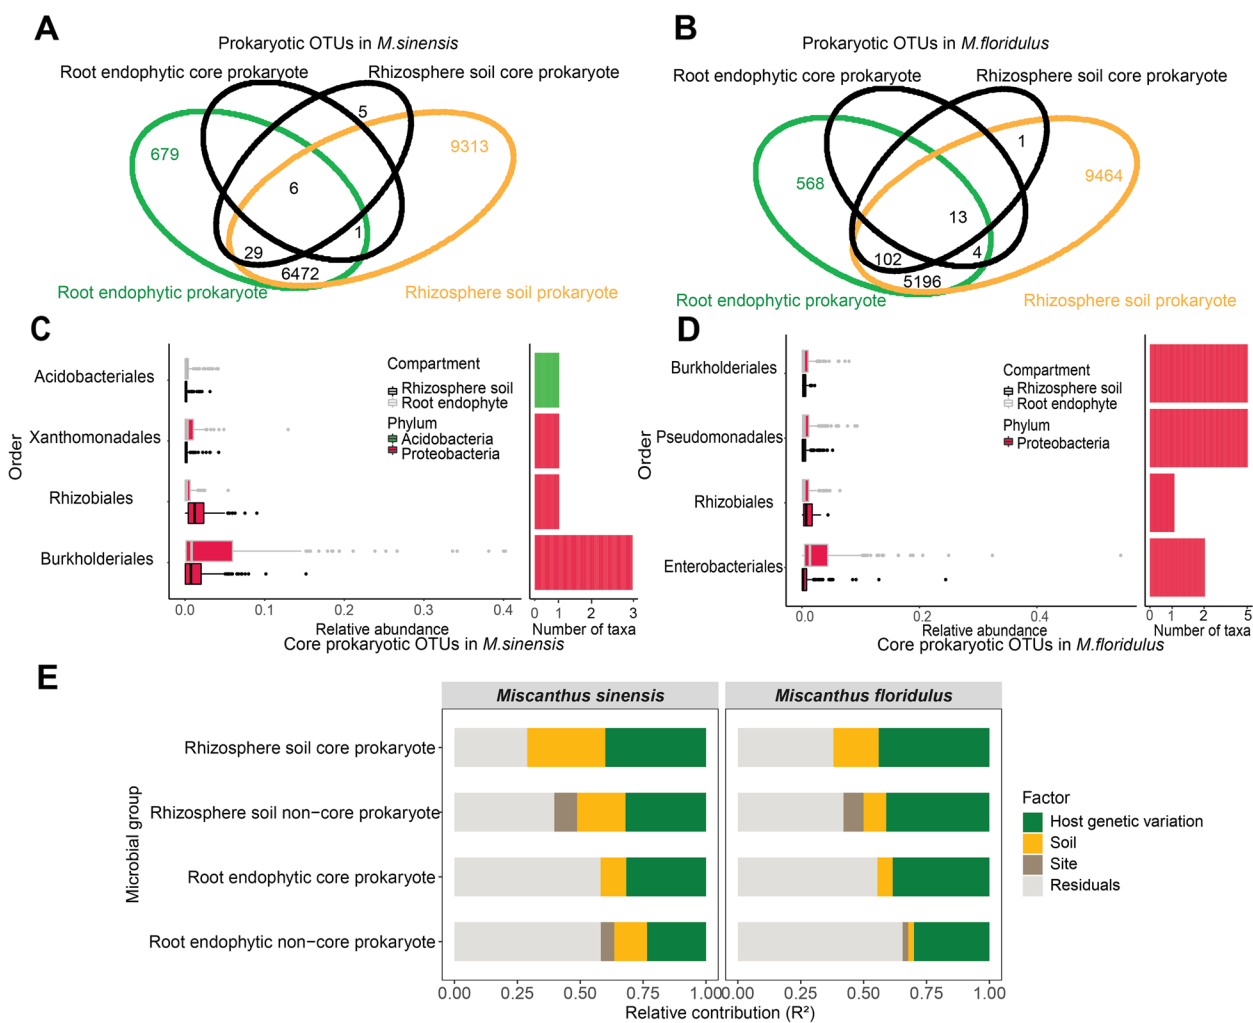 A
Prokaryotic OTUs in M.sinensis
Root endophytic core prokaryote
Rhizosphere soil core prokaryote
5
679
9313
6
1
29
6472
Root endophytic prokaryote
Rhizosphere soil prokaryote
B
Prokaryotic OTUs in M.floridulus
Root endophytic core prokaryote
Rhizosphere soil core prokaryote
1
568
9464
13
4
102
5196
Root endophytic prokaryote
Rhizosphere soil prokaryote
C
Order
Acidobacteriales
Xanthomonadales
Rhizobiales
Burkholderiales
Compartment
Rhizosphere soil
Root endophyte
Phylum
Acidobacteria
Proteobacteria
0.0 0.1 0.2 0.3 0.4
Relative abundance
0 1 2 3
Number of taxa
Core prokaryotic OTUs in M.sinensis
D
Order
Burkholderiales
Pseudomonadales
Rhizobiales
Enterobacteriales
Compartment
Rhizosphere soil
Root endophyte
Phylum
Proteobacteria
0.0 0.2 0.4
Relative abundance
0 1 2 5
Number of taxa
Core prokaryotic OTUs in M.floridulus
E
Miscanthus sinensis
Miscanthus floridulus
Microbial group
Rhizosphere soil core prokaryote
Rhizosphere soil non−core prokaryote
Root endophytic core prokaryote
Root endophytic non−core prokaryote
Factor
Host genetic variation
Soil
Site
Residuals
0.00 0.25 0.50 0.75 1.00
0.00 0.25 0.50 0.75 1.00
Relative contribution (R²)